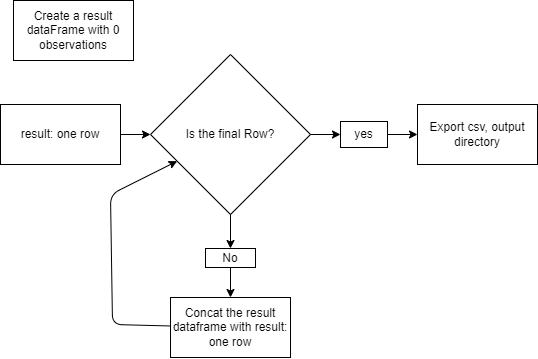 Create a result
dataFrame with 0
observations
result: one row
Is the final Row?
yes
Export csv, output
directory
No
Concat the result
dataframe with result:
one row